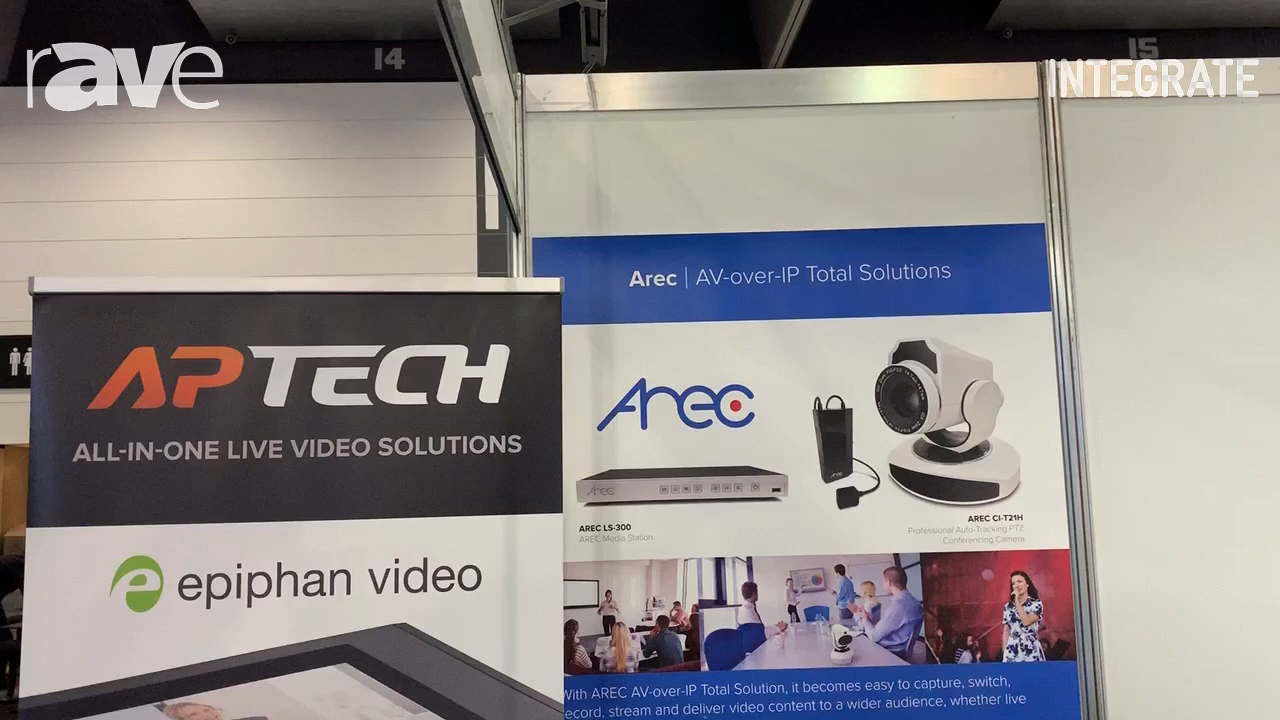 rAVe
14
15
INTEGRATE
APTECH
ALL-IN-ONE LIVE VIDEO SOLUTIONS
e epiphan video
Arec | AV-over-IP Total Solutions
Arec
AREC LS-300
AREC Media Station
AREC CI-T21H
Professional Auto-Tracking PTZ
Conferencing Camera
With AREC AV-over-IP Total Solution, it becomes easy to capture, switch,
record, stream and deliver video content to a wider audience, whether live